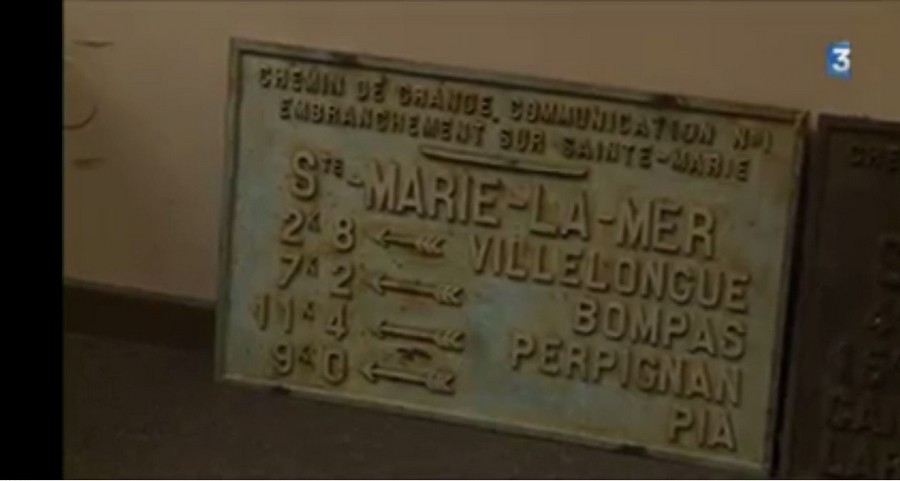 3
CHEMIN DE GRANDE COMMUNICATION N°1
EMBRANCHEMENT SUR SAINTE-MARIE
STE-MARIE-LA-MER
2K 8 VILLELONGUE
7K 2 BOMPAS
11K 4 PERPIGNAN
9K 0 PIA
CHE